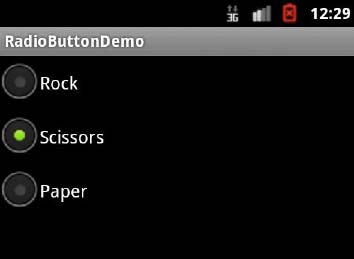 3G 12:29
RadioButtonDemo
Rock
Scissors
Paper